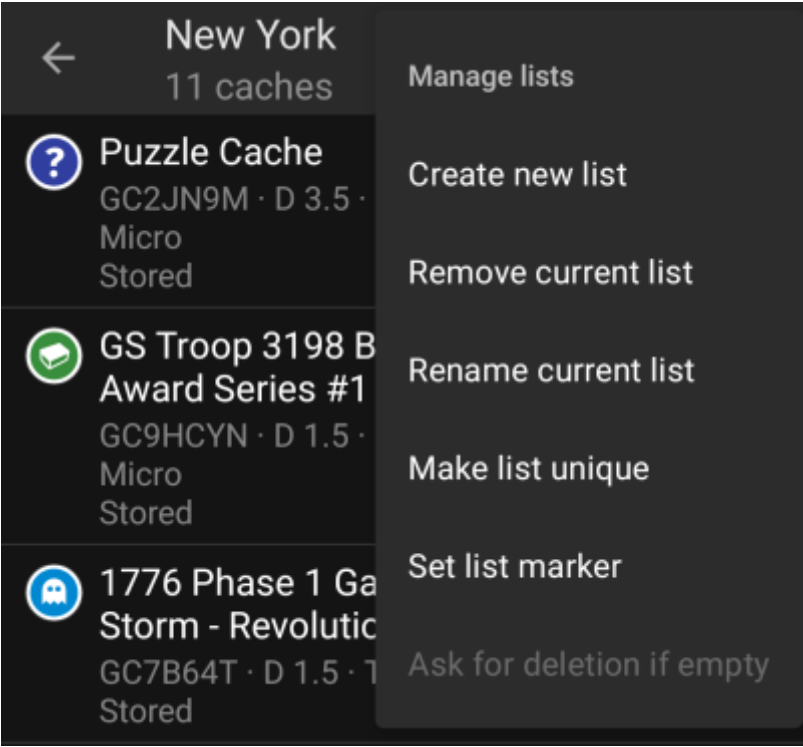 New York
11 caches
Puzzle Cache
GC2JN9M · D 3.5 ·
Micro
Stored
GS Troop 3198 B
Award Series #1
GC9HCYN · D 1.5 ·
Micro
Stored
1776 Phase 1 Ga
Storm - Revolutic
GC7B64T · D 1.5 · T
Stored
Manage lists
Create new list
Remove current list
Rename current list
Make list unique
Set list marker
Ask for deletion if empty